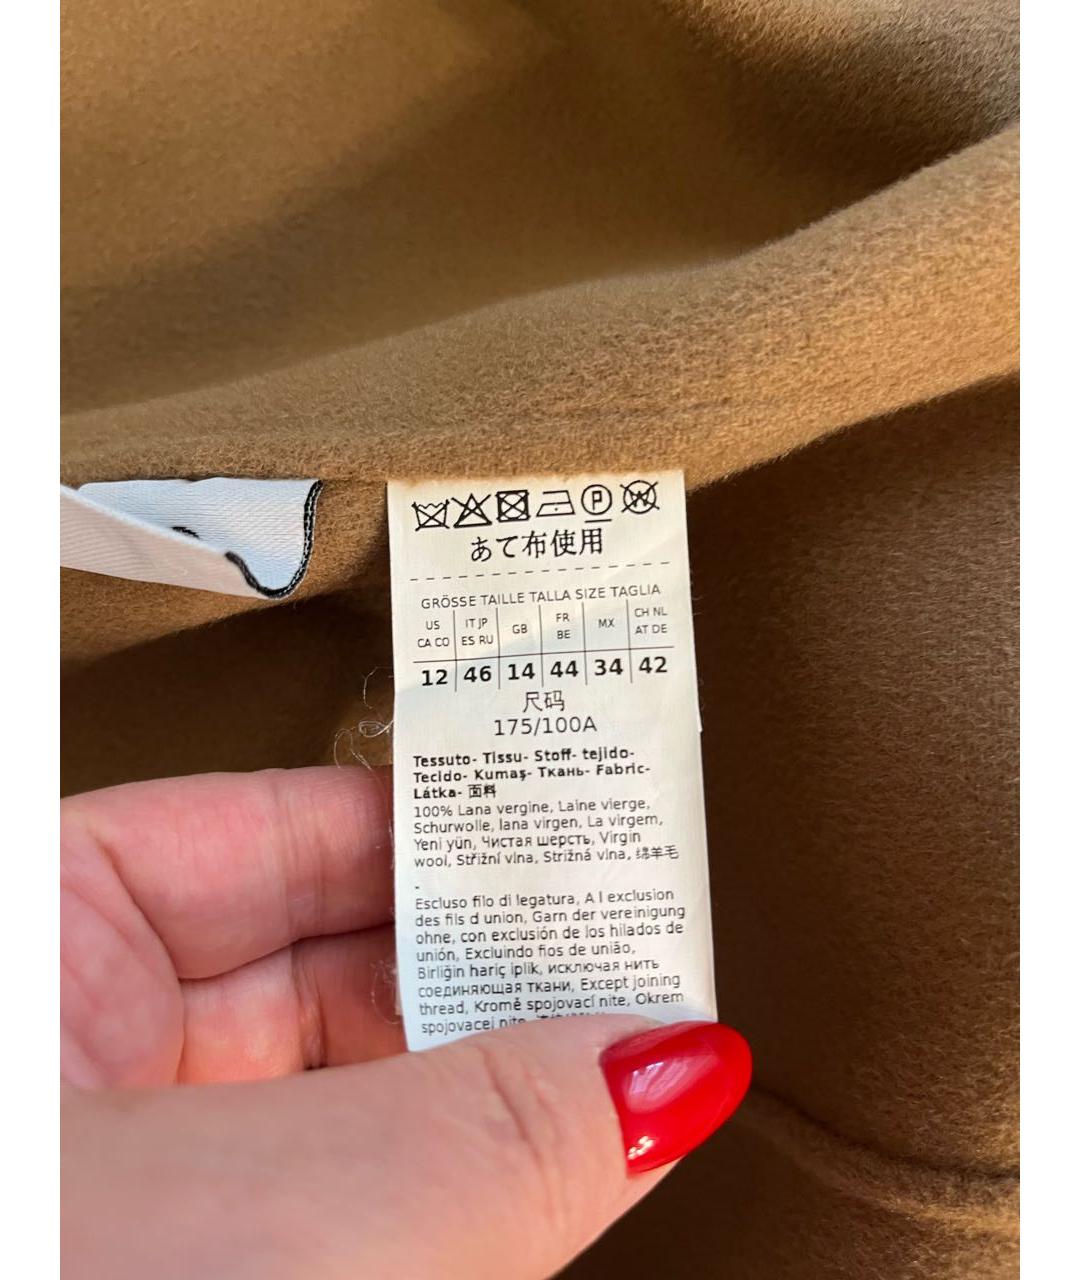 P
W
あて布使用
GRÖSSE TAILLE TALLA SIZE TAGLIA
US IT JP GB FR MX CH NL
CA CO ES RU BE AT DE
12 46 14 44 34 42
尺码
175/100A
Tessuto- Tissu- Stoff- tejido-
Tecido- Kumaş- Ткань- Fabric-
Látka- 面料
100% Lana vergine, Laine vierge,
Schurwolle, lana virgen, La virgem,
Yeni yün, Чистая шерсть, Virgin
wool, Střižní vlna, Strižná vlna, 绵羊毛
-
Escluso filo di legatura, A l exclusion
des fils d union, Garn der vereinigung
ohne, con exclusión de los hilados de
unión, Excluindo fios de união,
Birliğin hariç iplik, исключая нить
соединяющая ткани, Except joining
thread, Kromě spojovací nite, Okrem
spojovacej nite,